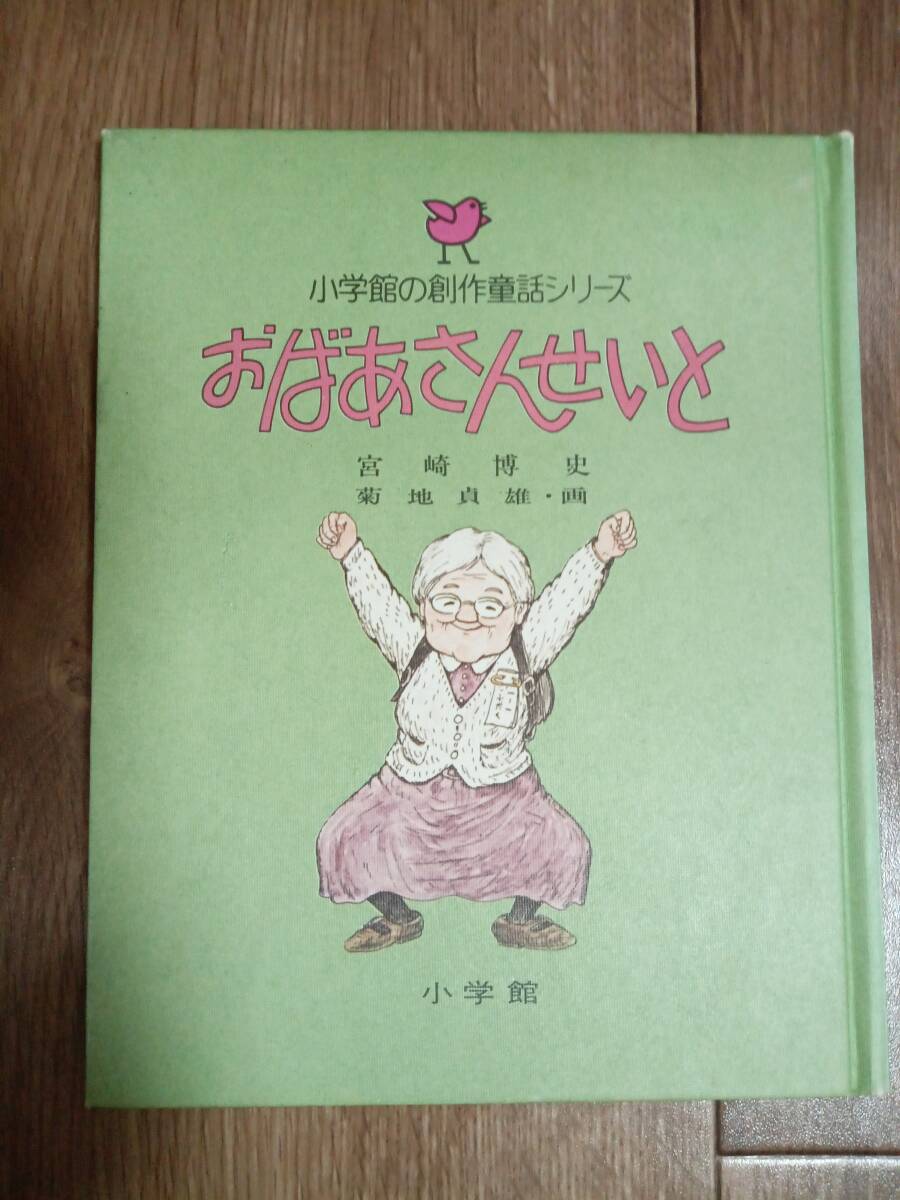 小学館の創作童話シリーズ
おばあさんせいと
宮崎博史
菊地貞雄・画
小学館